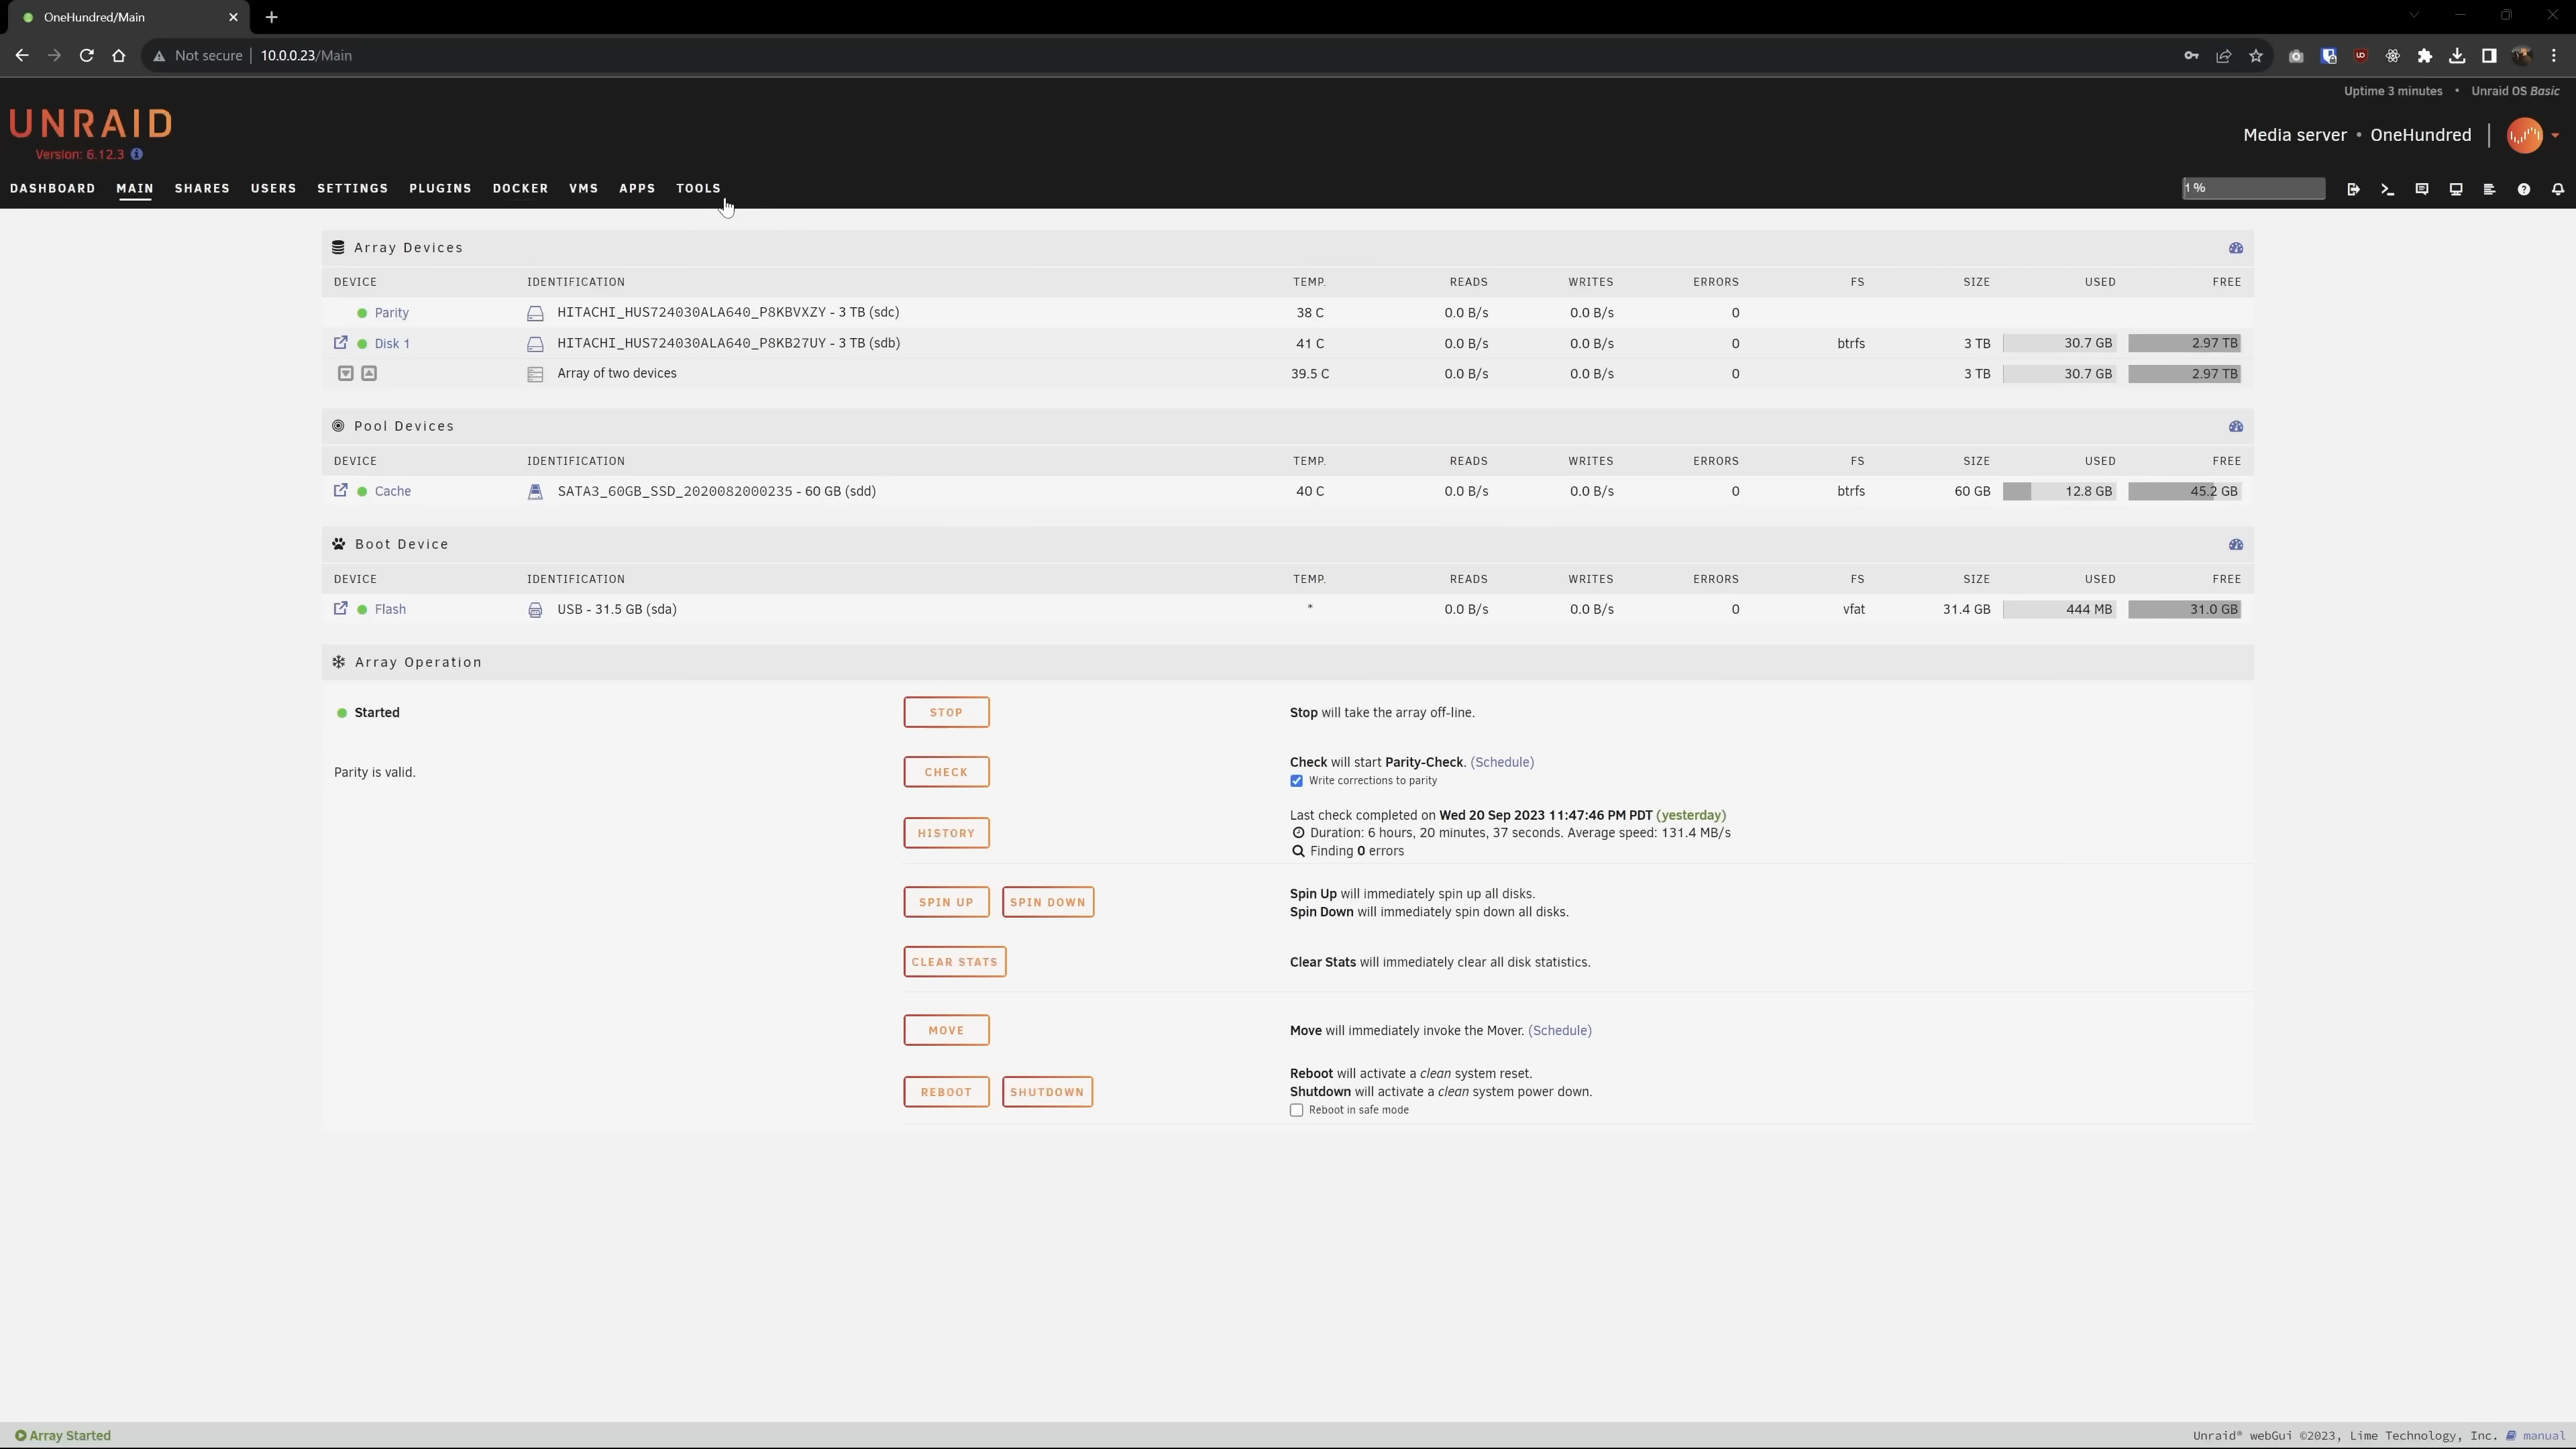 OneHundred/Main
Not secure 10.0.0.23/Main
Uptime 3 minutes • Unraid OS Basic
UNRAID
Version: 6.12.3
Media server • OneHundred
DASHBOARD MAIN SHARES USERS SETTINGS PLUGINS DOCKER VMS APPS TOOLS
1%
Array Devices
DEVICE IDENTIFICATION TEMP. READS WRITES ERRORS FS SIZE USED FREE
Parity HITACHI_HUS724030ALA640_P8KBVXZY - 3 TB (sdc) 38 C 0.0 B/s 0.0 B/s 0
Disk 1 HITACHI_HUS724030ALA640_P8KB27UY - 3 TB (sdb) 41 C 0.0 B/s 0.0 B/s 0 btrfs 3 TB 30.7 GB 2.97 TB
Array of two devices 39.5 C 0.0 B/s 0.0 B/s 0 3 TB 30.7 GB 2.97 TB
Pool Devices
DEVICE IDENTIFICATION TEMP. READS WRITES ERRORS FS SIZE USED FREE
Cache SATA3_60GB_SSD_2020082000235 - 60 GB (sdd) 40 C 0.0 B/s 0.0 B/s 0 btrfs 60 GB 12.8 GB 45.2 GB
Boot Device
DEVICE IDENTIFICATION TEMP. READS WRITES ERRORS FS SIZE USED FREE
Flash USB - 31.5 GB (sda) * 0.0 B/s 0.0 B/s 0 vfat 31.4 GB 444 MB 31.0 GB
Array Operation
Started STOP Stop will take the array off-line.
Parity is valid. CHECK Check will start Parity-Check. (Schedule)
Write corrections to parity
Last check completed on Wed 20 Sep 2023 11:47:46 PM PDT (yesterday)
HISTORY Duration: 6 hours, 20 minutes, 37 seconds. Average speed: 131.4 MB/s
Finding 0 errors
SPIN UP SPIN DOWN Spin Up will immediately spin up all disks.
Spin Down will immediately spin down all disks.
CLEAR STATS Clear Stats will immediately clear all disk statistics.
MOVE Move will immediately invoke the Mover. (Schedule)
Reboot will activate a clean system reset.
REBOOT SHUTDOWN Shutdown will activate a clean system power down.
Reboot in safe mode
Array Started Unraid® webGui ©2023, Lime Technology, Inc. manual